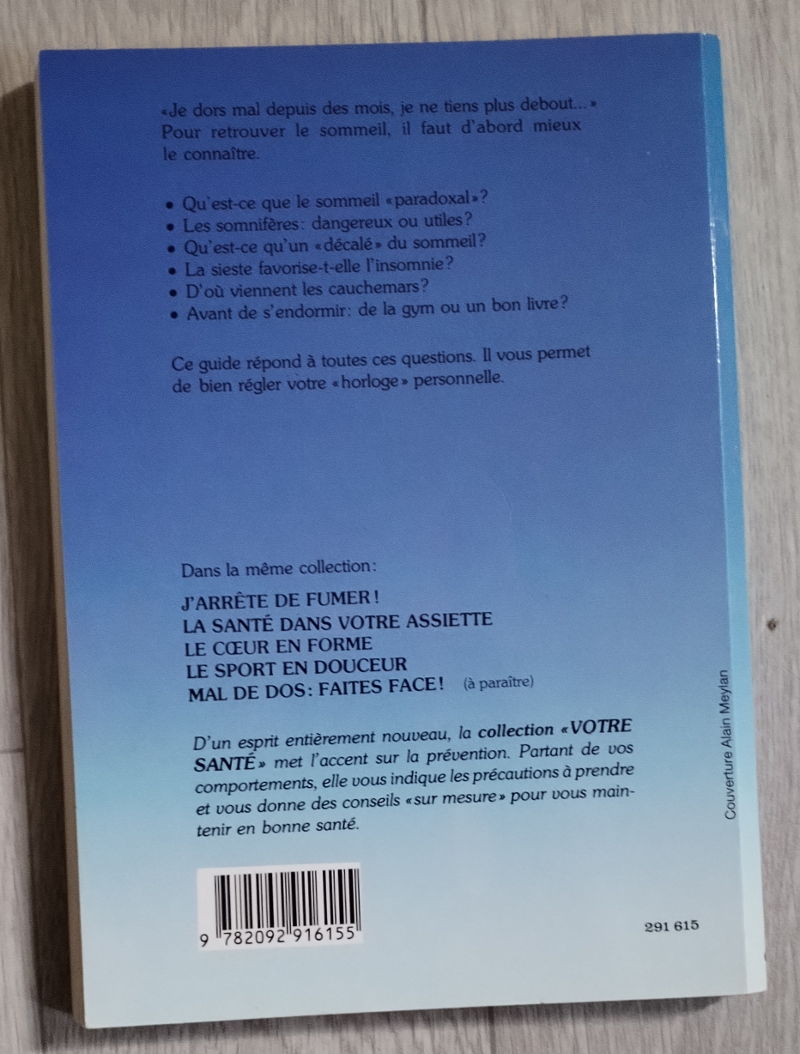 «Je dors mal depuis des mois, je ne tiens plus debout...»
Pour retrouver le sommeil, il faut d'abord mieux
le connaître.
• Qu'est-ce que le sommeil «paradoxal»?
• Les somnifères: dangereux ou utiles?
• Qu'est-ce qu'un «décalé» du sommeil?
• La sieste favorise-t-elle l'insomnie?
• D'où viennent les cauchemars?
• Avant de s'endormir: de la gym ou un bon livre?
Ce guide répond à toutes ces questions. Il vous permet
de bien régler votre «horloge» personnelle.
Dans la même collection:
J'ARRÊTE DE FUMER!
LA SANTÉ DANS VOTRE ASSIETTE
LE CŒUR EN FORME
LE SPORT EN DOUCEUR
MAL DE DOS: FAITES FACE! (à paraître)
D'un esprit entièrement nouveau, la collection «VOTRE
SANTÉ» met l'accent sur la prévention. Partant de vos
comportements, elle vous indique les précautions à prendre
et vous donne des conseils «sur mesure» pour vous main-
tenir en bonne santé.
Couverture Alain Meylan
9 782092 916155
291 615